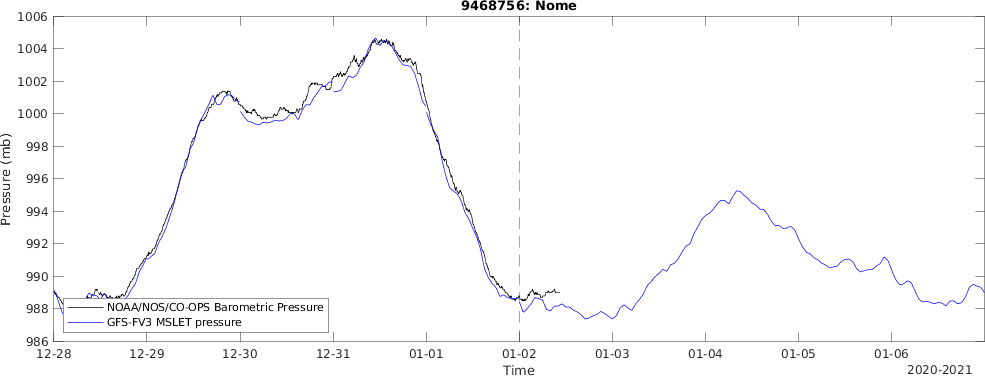 9468756: Nome
1006
1004
1002
1000
998
996
994
992
990
988
986
Pressure (mb)
NOAA/NOS/CO-OPS Barometric Pressure
GFS-FV3 MSLET pressure
12-28 12-29 12-30 12-31 01-01 01-02 01-03 01-04 01-05 01-06
Time
2020-2021